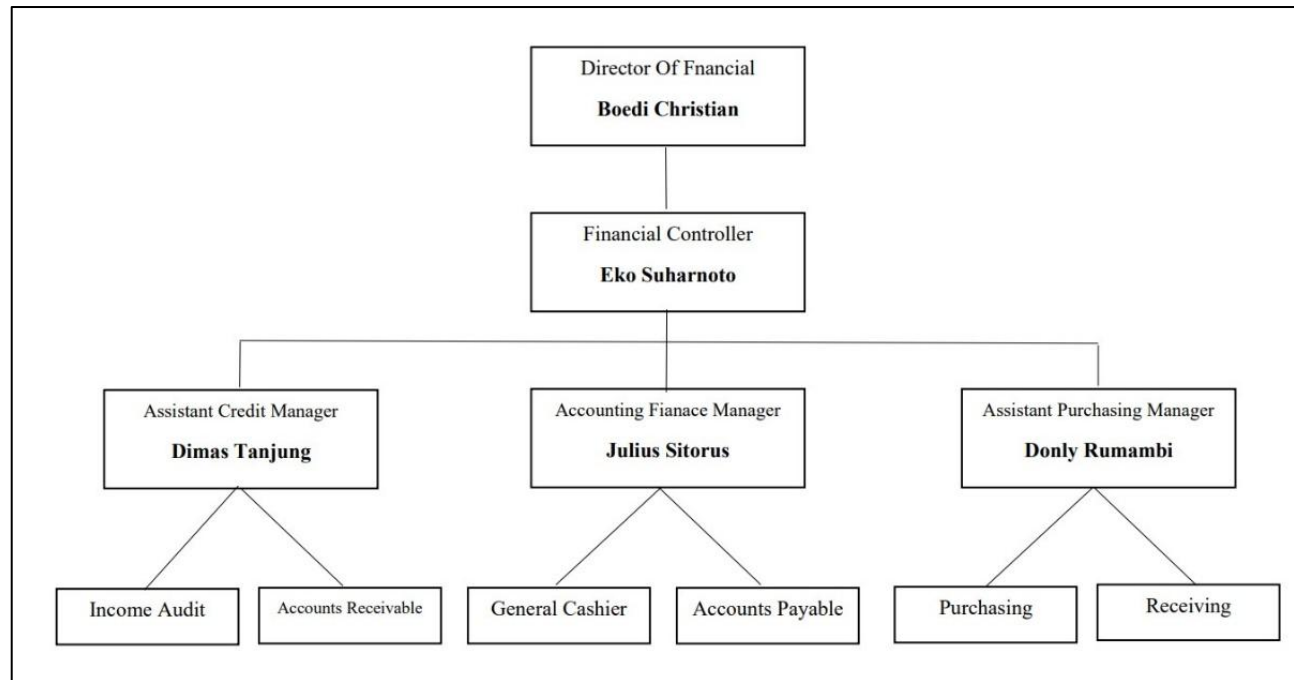 Director Of Fnancial
Boedi Christian
Financial Controller
Eko Suharnoto
Assistant Credit Manager
Dimas Tanjung
Accounting Fianace Manager
Julius Sitorus
Assistant Purchasing Manager
Donly Rumambi
Income Audit
Accounts Receivable
General Cashier
Accounts Payable
Purchasing
Receiving